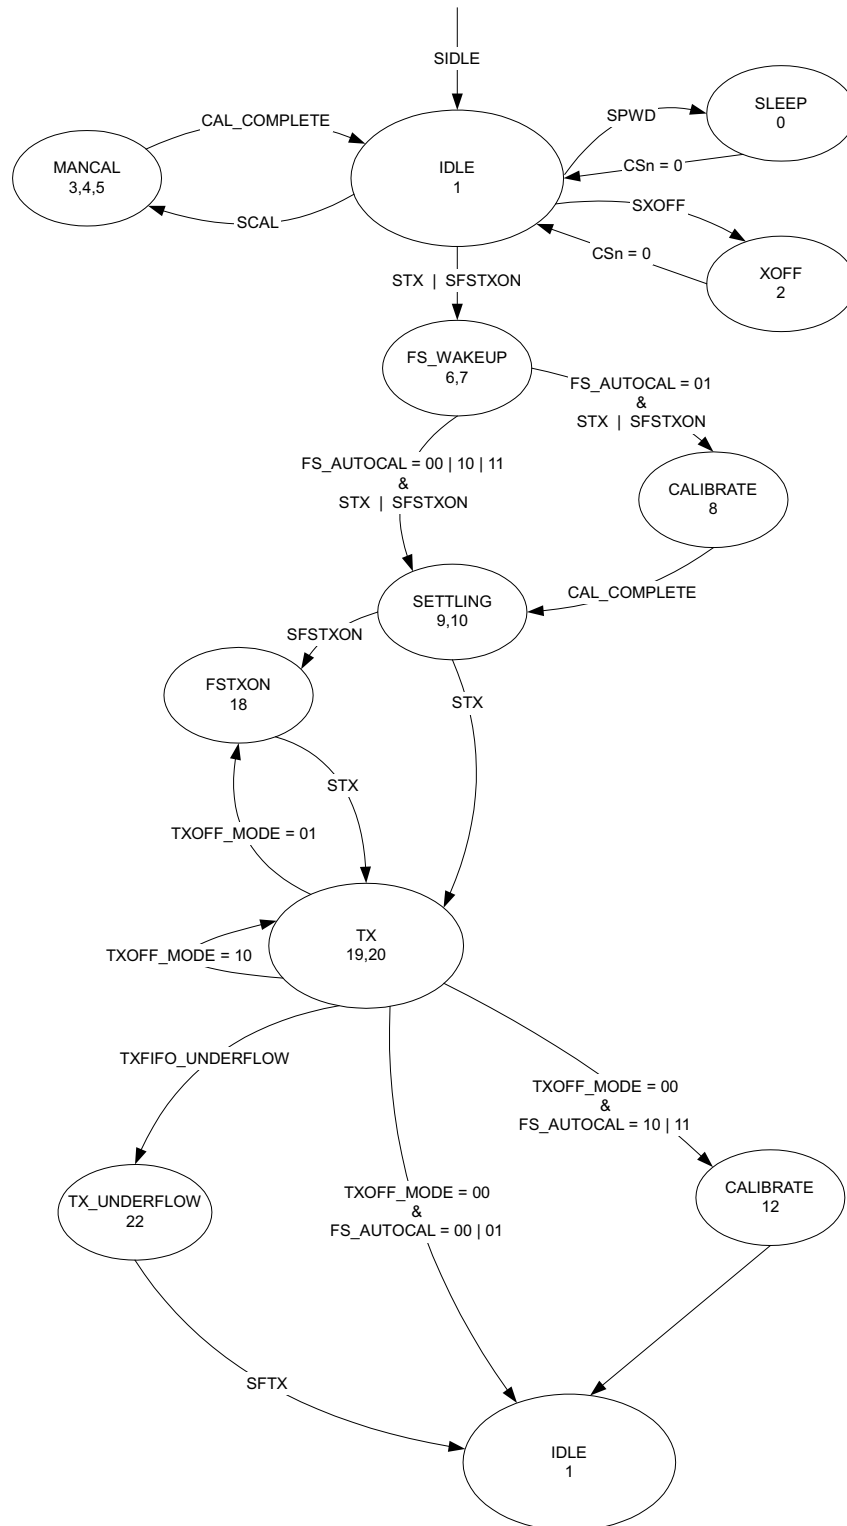 SIDLE
SLEEP
0
SPWD
CAL_COMPLETE
IDLE
1
MANCAL
3,4,5
CSn = 0
SCAL
SXOFF
CSn = 0
XOFF
2
STX | SFSTXON
FS_WAKEUP
6,7
FS_AUTOCAL = 01
&
STX | SFSTXON
FS_AUTOCAL = 00 | 10 | 11
&
STX | SFSTXON
CALIBRATE
8
SETTLING
9,10
CAL_COMPLETE
SFSTXON
FSTXON
18
STX
STX
TXOFF_MODE = 01
TX
19,20
TXOFF_MODE = 10
TXFIFO_UNDERFLOW
TXOFF_MODE = 00
&
FS_AUTOCAL = 10 | 11
TX_UNDERFLOW
22
TXOFF_MODE = 00
&
FS_AUTOCAL = 00 | 01
CALIBRATE
12
SFTX
IDLE
1